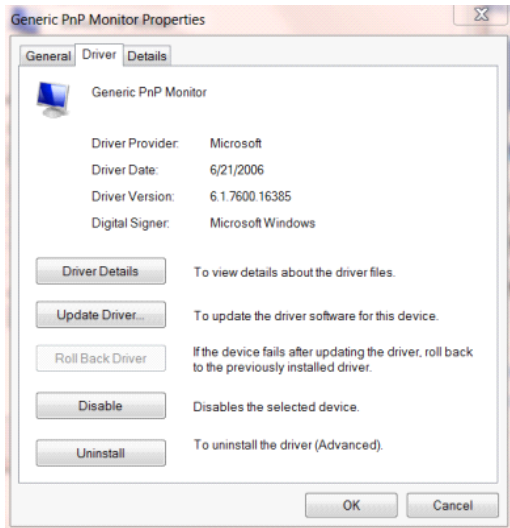 Generic PnP Monitor Properties
General Driver Details
Generic PnP Monitor
Driver Provider: Microsoft
Driver Date: 6/21/2006
Driver Version: 6.1.7600.16385
Digital Signer: Microsoft Windows
Driver Details To view details about the driver files.
Update Driver... To update the driver software for this device.
Roll Back Driver If the device fails after updating the driver, roll back
to the previously installed driver.
Disable Disables the selected device.
Uninstall To uninstall the driver (Advanced).
OK Cancel